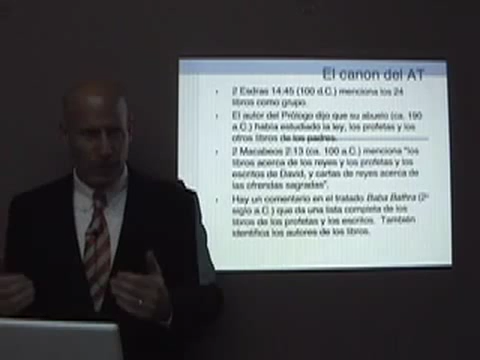 El canon del AT
• 2 Esdras 14:45 (100 d.C.) menciona los 24
libros como grupo.
• El autor del Prólogo dijo que su abuelo (ca. 190
a.C.) había estudiado la ley, los profetas y los
otros libros de los padres.
• 2 Macabeos 2:13 (ca. 100 a.C.) menciona "los
libros acerca de los reyes y los profetas y los
escritos de David, y cartas de reyes acerca de
las ofrendas sagradas".
• Hay un comentario en el tratado Baba Bathra (2º
siglo a.C.) que da una lista completa de los
libros de los profetas y los escritos. También
identifica los autores de los libros.